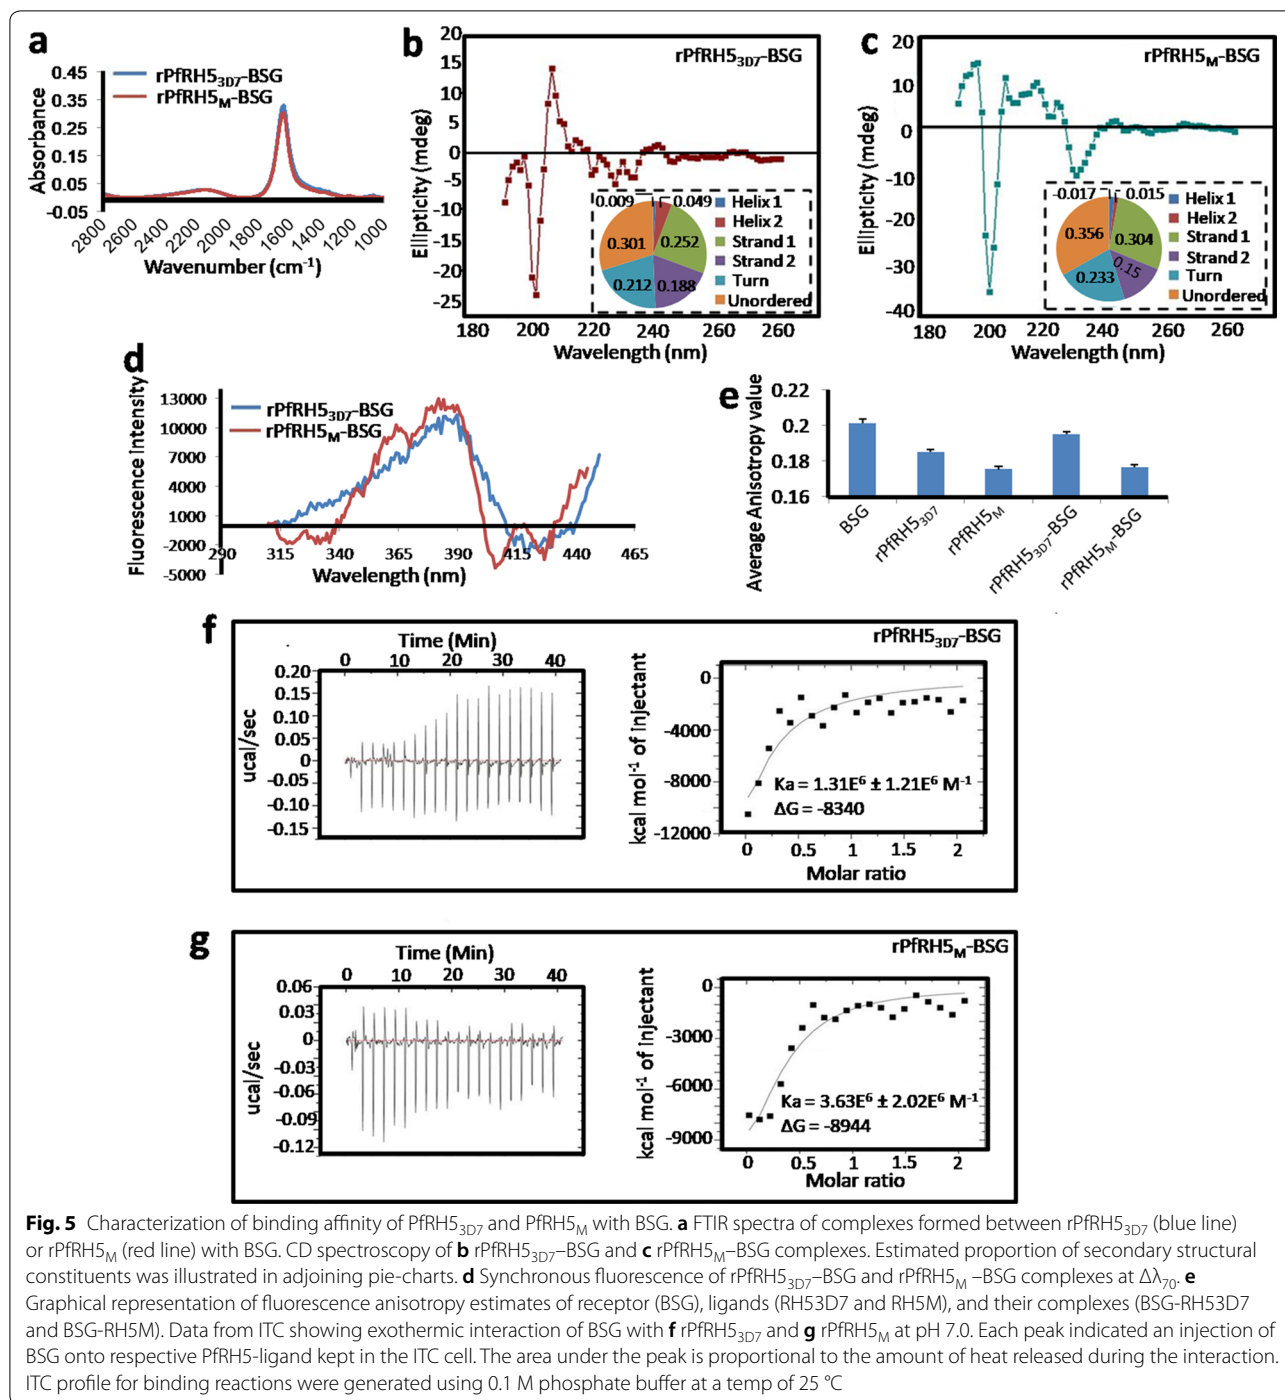 a
rPfRH53D7-BSG
rPfRH5M-BSG
0.45
0.35
0.25
0.15
0.05
-0.05
Absorbance
2800
2600
2400
2200
2000
1800
1600
1400
1200
1000
Wavenumber (cm-1)
b
rPfRH53D7-BSG
20
15
10
5
0
-5
-10
-15
-20
-25
Ellipticity (mdeg)
0.009
0.049
0.301
0.252
0.212
0.188
Helix 1
Helix 2
Strand 1
Strand 2
Turn
Unordered
180 200 220 240 260
Wavelength (nm)
c
rPfRH5M-BSG
20
10
0
-10
-20
-30
-40
Ellipticity (mdeg)
-0.017
0.015
0.356
0.304
0.233
0.15
Helix 1
Helix 2
Strand 1
Strand 2
Turn
Unordered
180 200 220 240 260 280
Wavelength (nm)
d
rPfRH53D7-BSG
rPfRH5M-BSG
13000
10000
7000
4000
1000
-2000
-5000
Fluorescence Intensity
290 315 340 365 390 415 440 465
Wavelength (nm)
e
0.22
0.2
0.18
0.16
Average Anisotropy value
BSG
rPfRH53D7
rPfRH5M
rPfRH53D7-BSG
rPfRH5M-BSG
f
rPfRH53D7-BSG
Time (Min)
0 10 20 30 40
0.20
0.15
0.10
0.05
0
-0.05
-0.10
-0.15
ucal/sec
0
-4000
-8000
-12000
kcal mol-1 of injectant
Ka = 1.31E6 ± 1.21E6 M-1
ΔG = -8340
0 0.5 1 1.5 2
Molar ratio
g
rPfRH5M-BSG
Time (Min)
0 10 20 30 40
0.06
0.03
0
-0.03
-0.06
-0.09
-0.12
ucal/sec
0
-3000
-6000
-9000
kcal mol-1 of injectant
Ka = 3.63E6 ± 2.02E6 M-1
ΔG = -8944
0 0.5 1 1.5 2
Molar ratio
Fig. 5 Characterization of binding affinity of PfRH53D7 and PfRH5M with BSG. a FTIR spectra of complexes formed between rPfRH53D7 (blue line)
or rPfRH5M (red line) with BSG. CD spectroscopy of b rPfRH53D7–BSG and c rPfRH5M–BSG complexes. Estimated proportion of secondary structural
constituents was illustrated in adjoining pie-charts. d Synchronous fluorescence of rPfRH53D7–BSG and rPfRH5M –BSG complexes at Δλ70. e
Graphical representation of fluorescence anisotropy estimates of receptor (BSG), ligands (RH53D7 and RH5M), and their complexes (BSG-RH53D7
and BSG-RH5M). Data from ITC showing exothermic interaction of BSG with f rPfRH53D7 and g rPfRH5M at pH 7.0. Each peak indicated an injection of
BSG onto respective PfRH5-ligand kept in the ITC cell. The area under the peak is proportional to the amount of heat released during the interaction.
ITC profile for binding reactions were generated using 0.1 M phosphate buffer at a temp of 25 °C